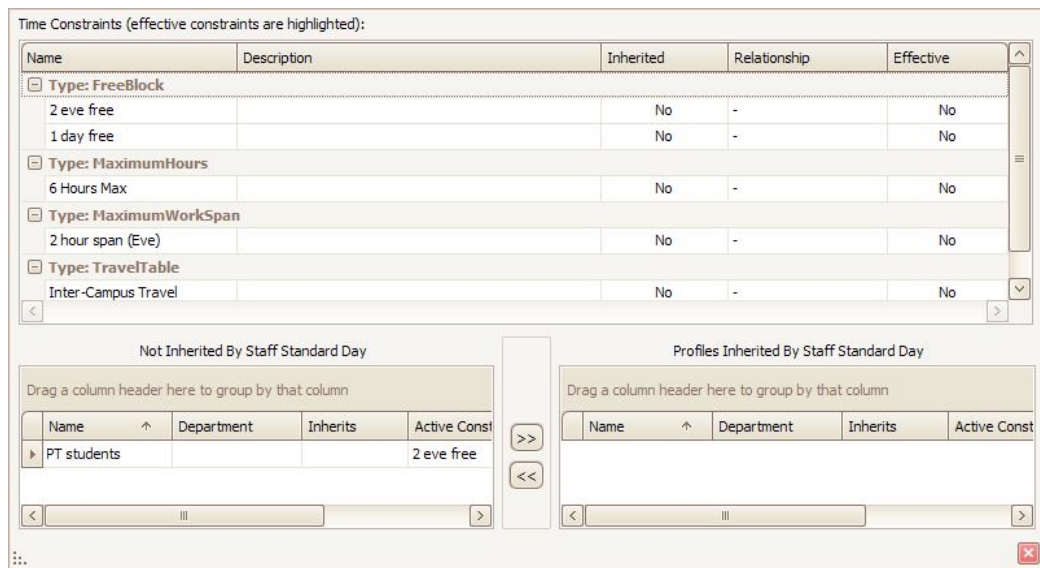 Time Constraints (effective constraints are highlighted):
Name Description Inherited Relationship Effective
Type: FreeBlock
2 eve free No - No
1 day free No - No
Type: MaximumHours
6 Hours Max No - No
Type: MaximumWorkSpan
2 hour span (Eve) No - No
Type: TravelTable
Inter-Campus Travel No - No
Not Inherited By Staff Standard Day
Drag a column header here to group by that column
Name Department Inherits Active Const
PT students 2 eve free
>>
<<
Profiles Inherited By Staff Standard Day
Drag a column header here to group by that column
Name Department Inherits Active Const